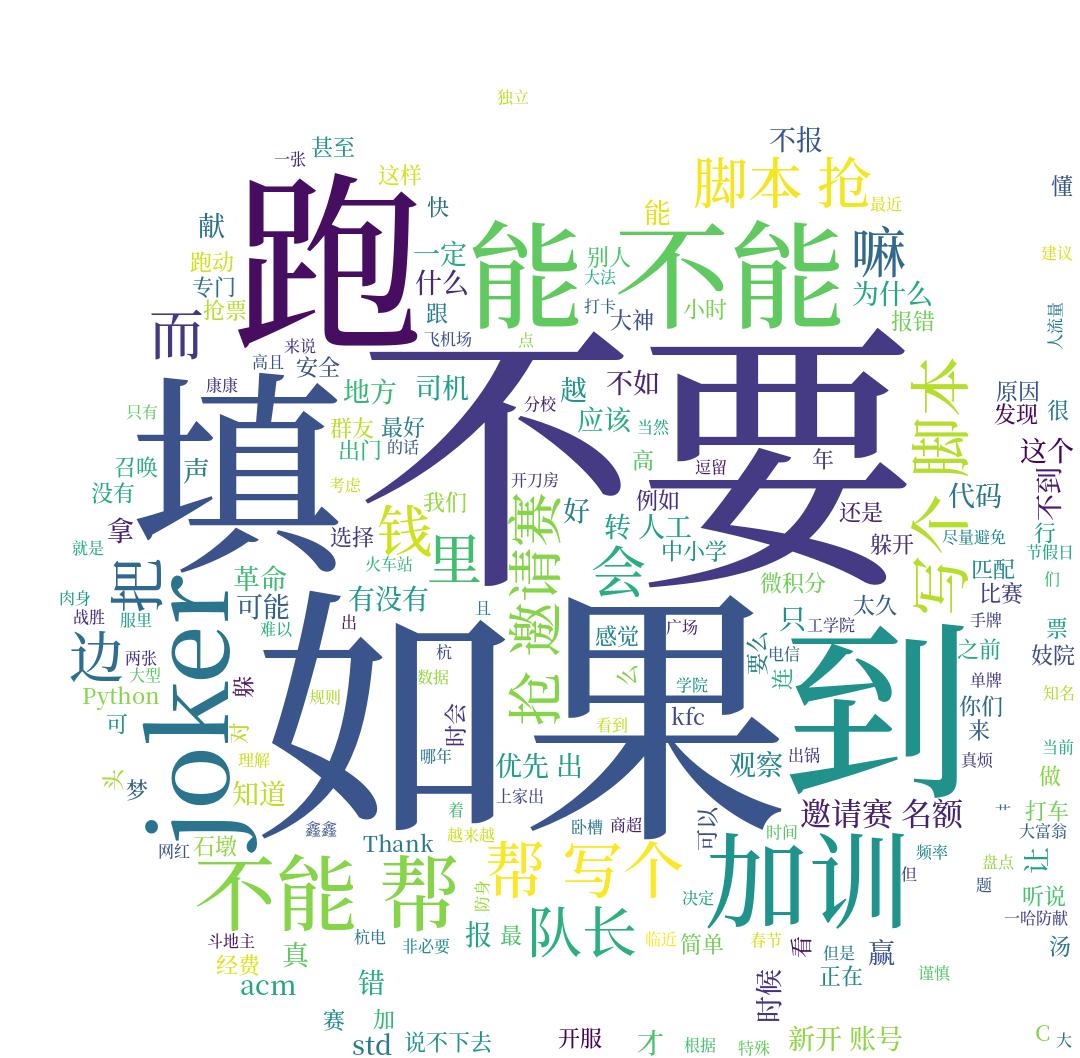 独立
不报
甚至
一张
脚本 抢
这样
懂
能
快
最近
献
跑
能 不能
嘛
一定
别人
建议
跑动
什么
大法
专门
为什么
小时
抢票
跟
打卡
大神
报错
人流量
而
飞机场
点
来说
不要
高且
安全
康康
地方
司机
越
不如
脚本
原因
只有
分校
很
发现
填
群友
最好
应该
当然
出门
的话
这个
召唤
声
高
逗留
年
考虑
开刀房
不到
没有
我们
例如
代码
拿
钱
好
还是
选择
转 人工
行
写个
尽量避免
就是
里
中小学
躲开
节假日
火车站
抢 邀请赛
会
匹配
把
革命
微积分
们
肉身
可能
有没有
比赛
战胜
服里
太久
joker
难以
出
且
只
工学院
手牌
感觉
广场
票
边
如果
到
之前
妓院
两张
杭
要么
电信
大型
躲
数据
么
学院
连
单牌
Python
规则
知名
可
时会
kfc
你们
对
看到
来
理解
哪年
观察
出锅
真烦
当前
头
优先 出
做
梦
知道
上家出
着
邀请赛 名额
艹
打车
鑫鑫
卧槽
商超
可以
时间
大富翁
网红
石墩
Thank
越来越
加训
频率
让
盘点
不能 帮
帮 写个
但
题
防身
决定
听说
一哈防献
队长
斗地主
杭电
非必要
报
最
临近
简单
春节
看
但是
赢
汤
真
经费
正在
谨慎
acm
错
时候
赛
加
std
说不下去
开服
才
根据
特殊
新开 账号
C
大